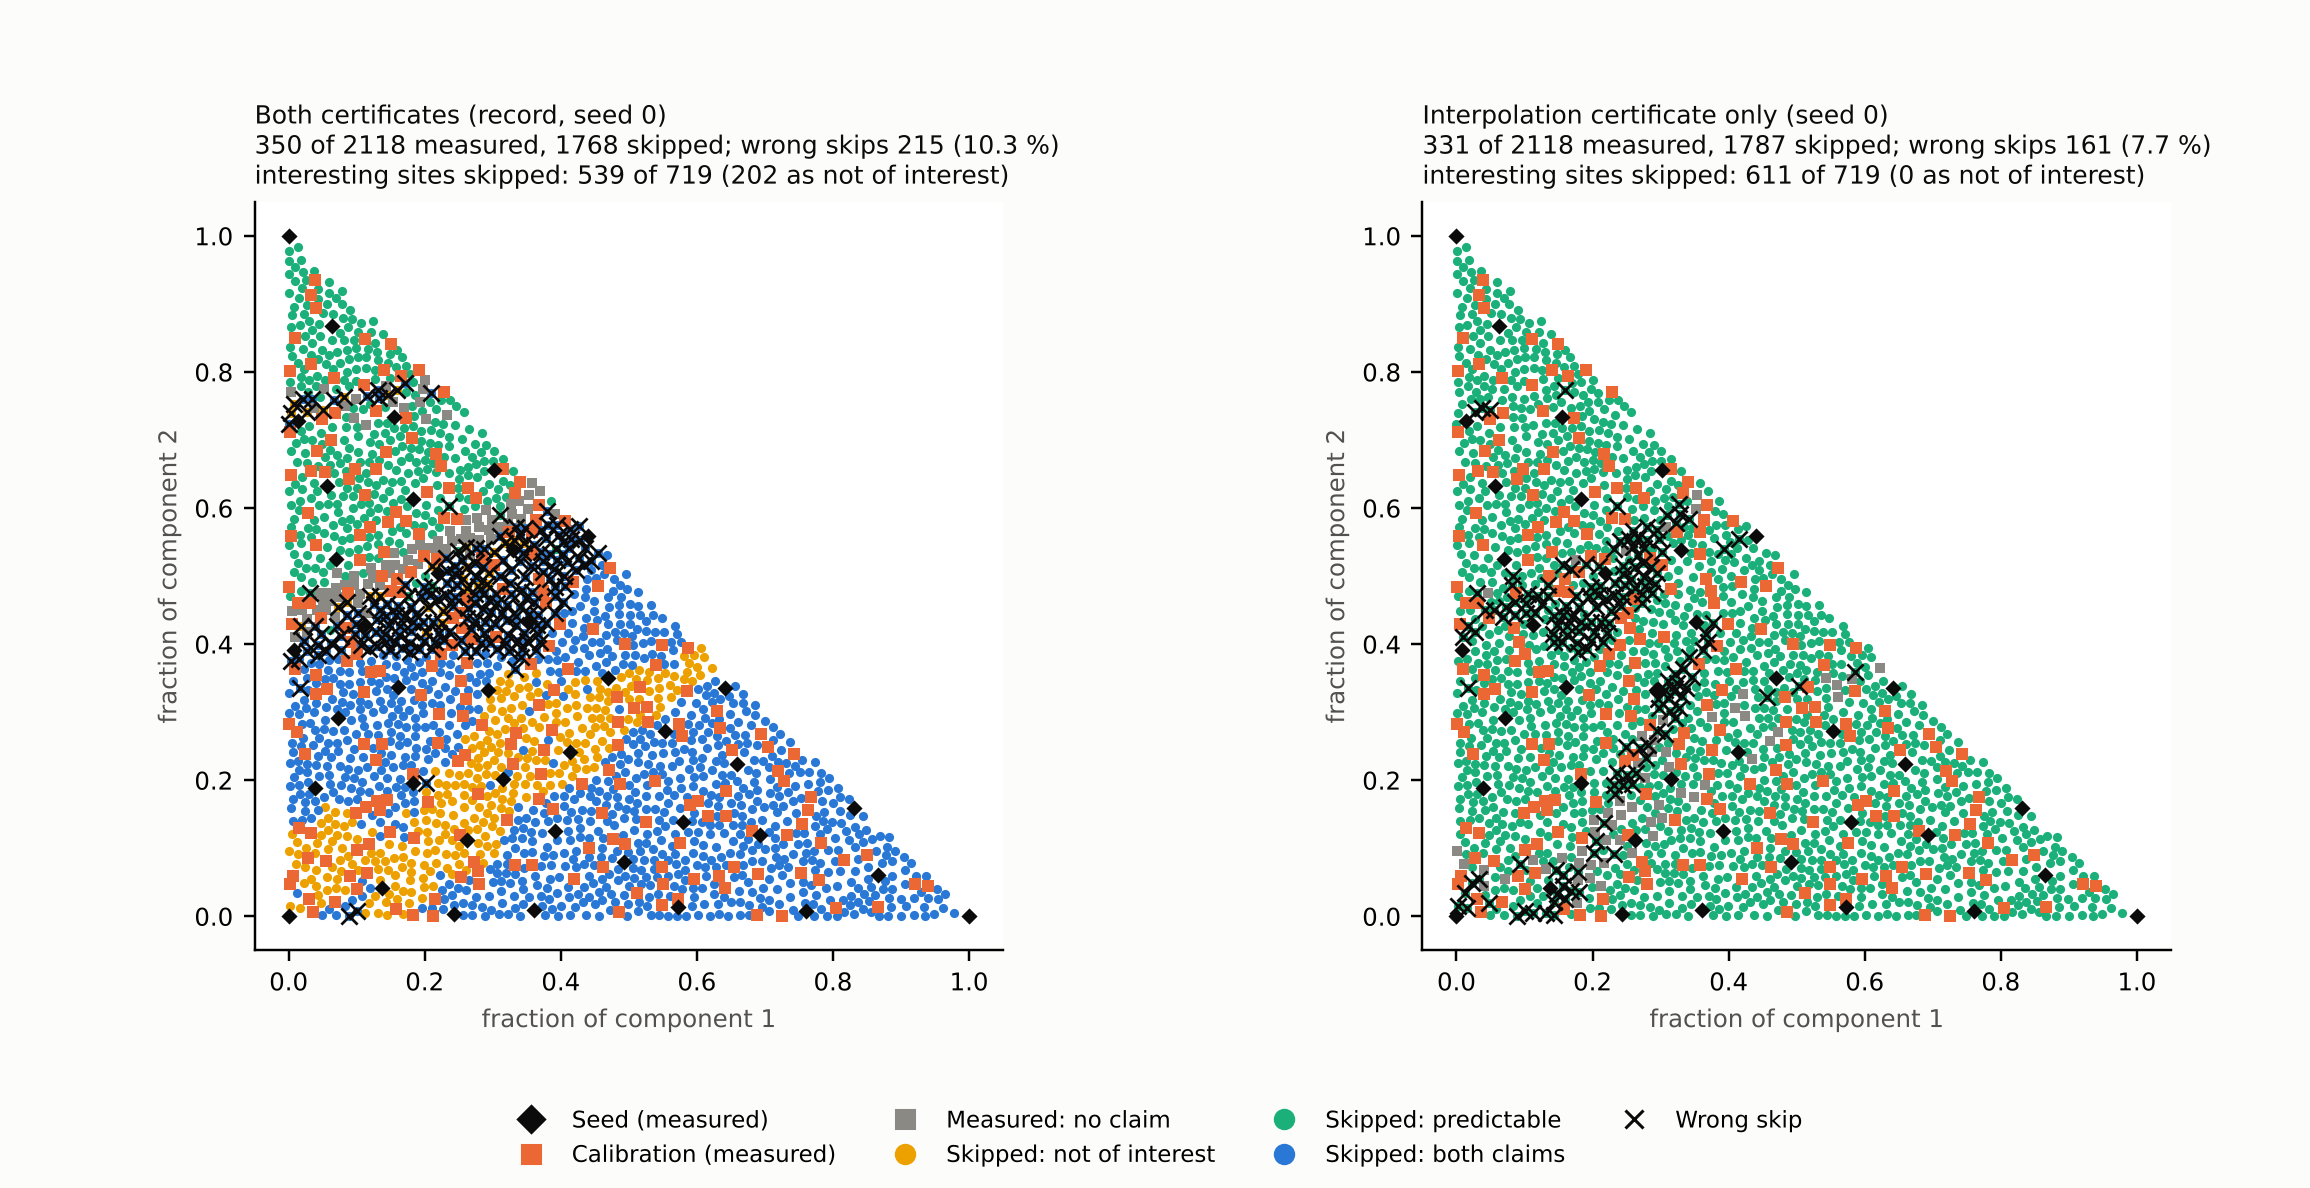 Both certificates (record, seed 0)
350 of 2118 measured, 1768 skipped; wrong skips 215 (10.3 %)
interesting sites skipped: 539 of 719 (202 as not of interest)
1.0
0.8
0.6
0.4
0.2
0.0
fraction of component 2
0.0 0.2 0.4 0.6 0.8 1.0
fraction of component 1
Interpolation certificate only (seed 0)
331 of 2118 measured, 1787 skipped; wrong skips 161 (7.7 %)
interesting sites skipped: 611 of 719 (0 as not of interest)
1.0
0.8
0.6
0.4
0.2
0.0
fraction of component 2
0.0 0.2 0.4 0.6 0.8 1.0
fraction of component 1
Seed (measured)
Calibration (measured)
Measured: no claim
Skipped: not of interest
Skipped: predictable
Skipped: both claims
Wrong skip